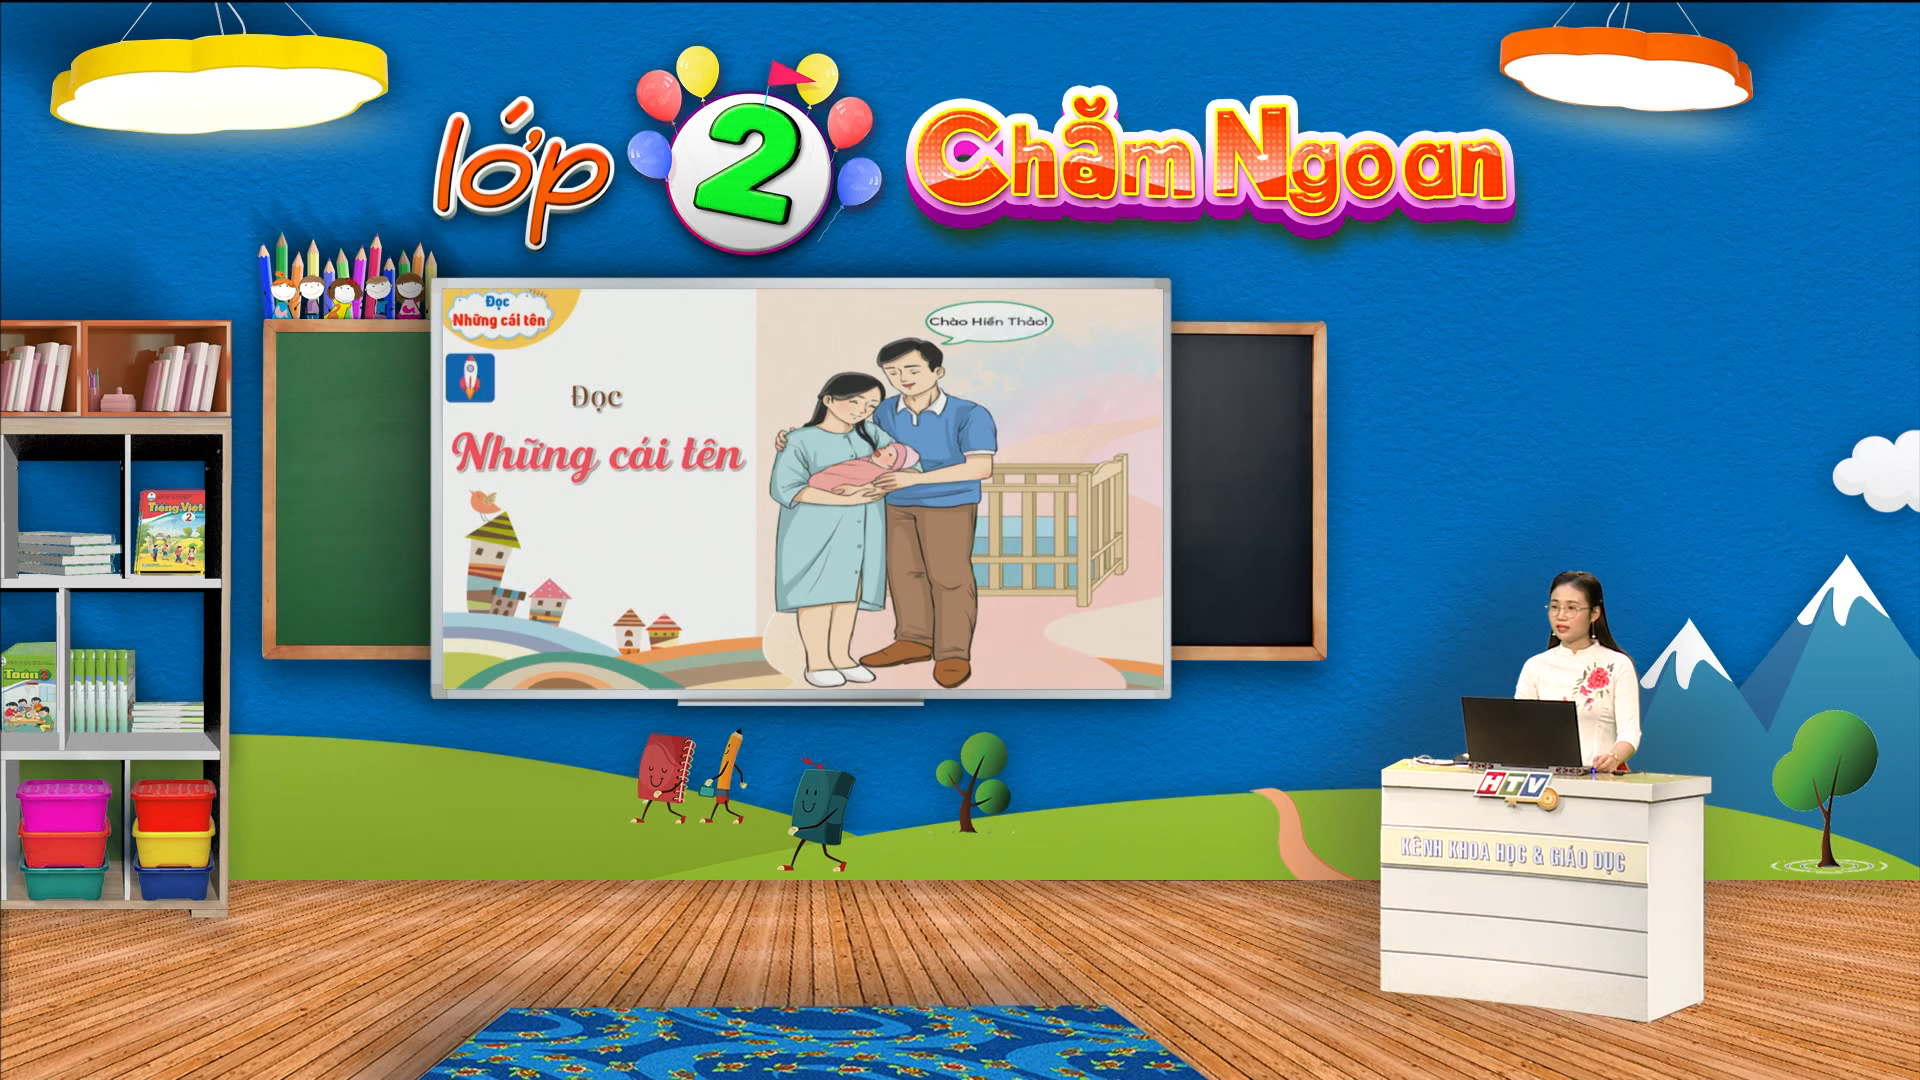 lớp 2 Chăm Ngoan
Đọc
Những cái tên
Đọc
Những cái tên
Chào Hiền Thảo!
Tiếng Việt
2
Toán
HTV
KÊNH KHOA HỌC & GIÁO DỤC